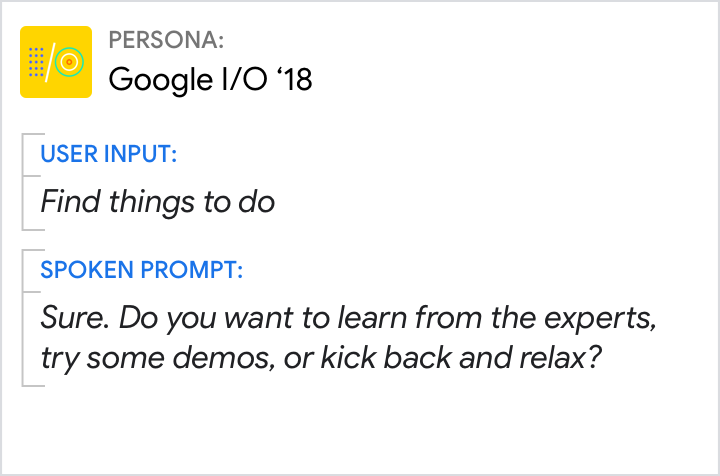 PERSONA:
Google I/O ‘18
USER INPUT:
Find things to do
SPOKEN PROMPT:
Sure. Do you want to learn from the experts,
try some demos, or kick back and relax?